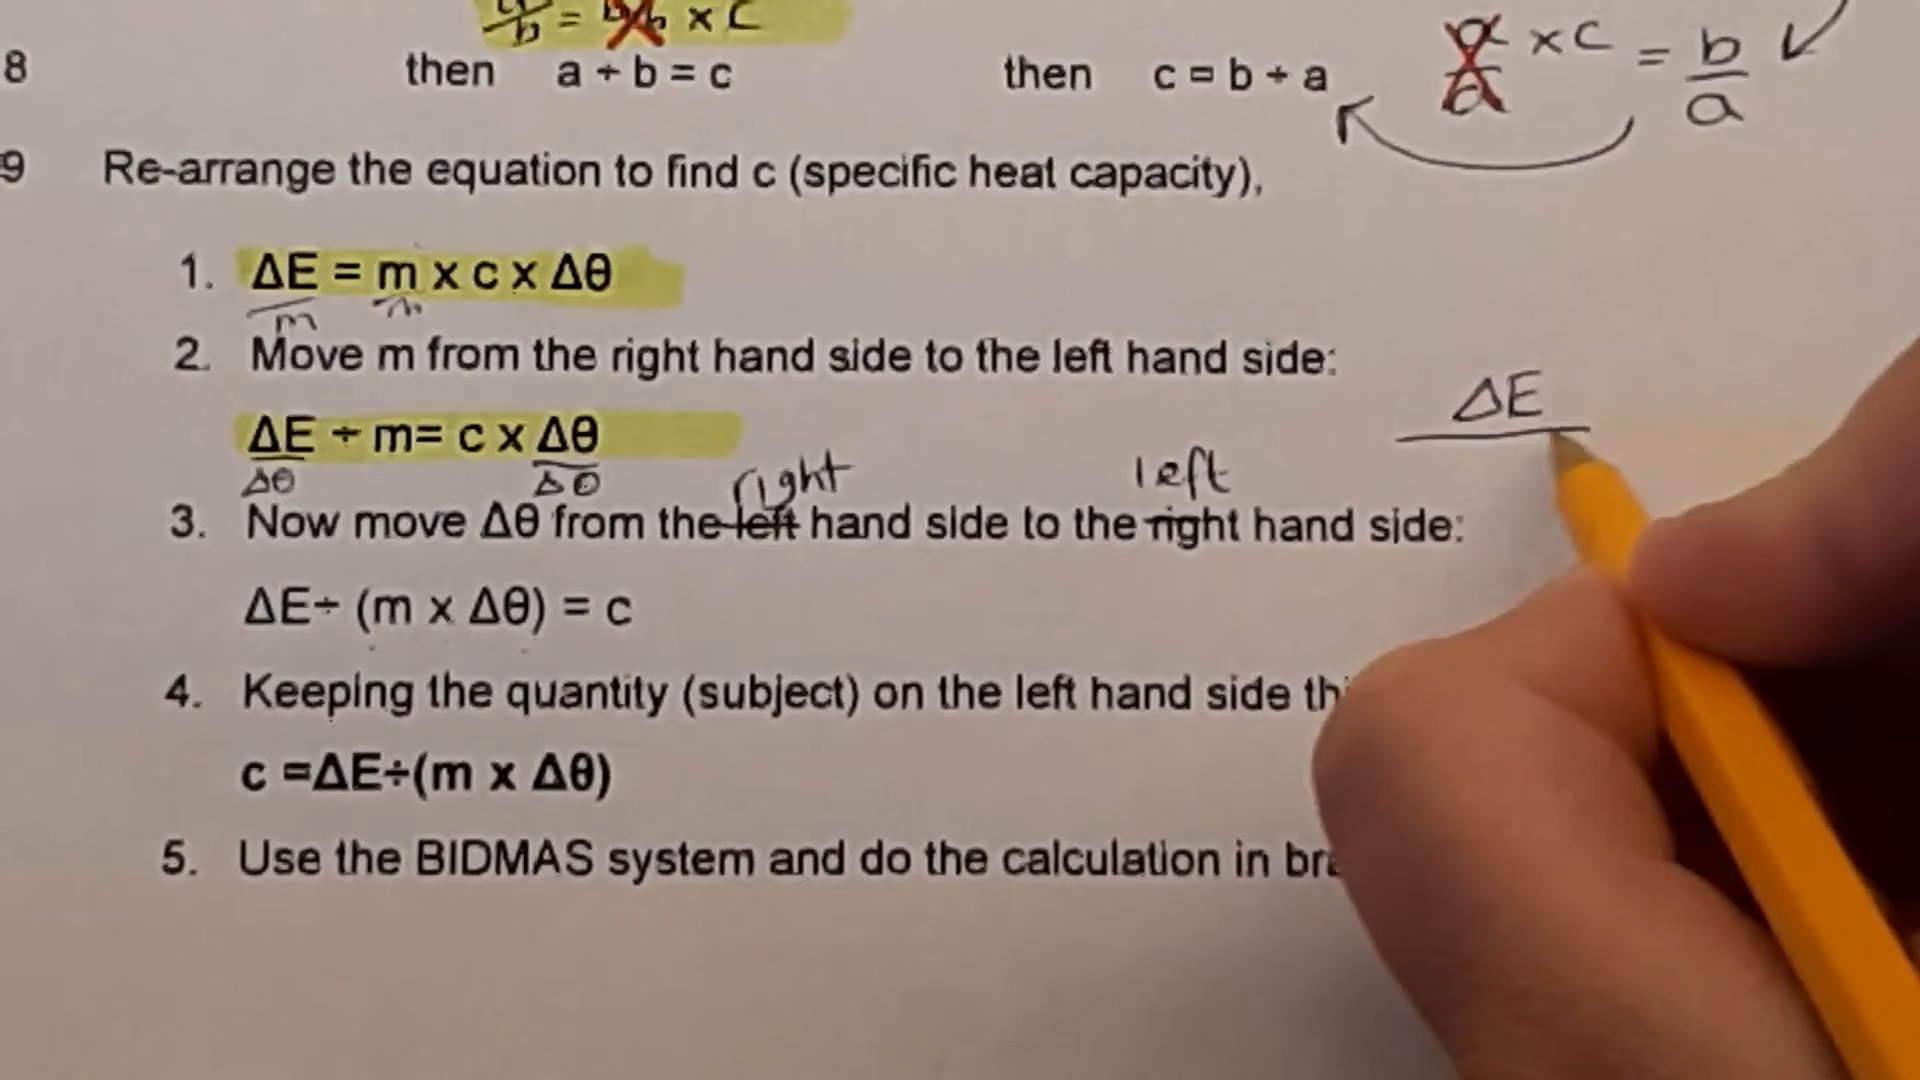 b = × C
8 then a ÷ b = c then c = b ÷ a a/a × c = b/a
9 Re-arrange the equation to find c (specific heat capacity),
1. ΔE = m x c x Δθ
m m
2. Move m from the right hand side to the left hand side:
ΔE
ΔE ÷ m= c x Δθ
Δθ Δθ right left
3. Now move Δθ from the left hand side to the right hand side:
ΔE÷ (m x Δθ) = c
4. Keeping the quantity (subject) on the left hand side
c =ΔE÷(m x Δθ)
5. Use the BIDMAS system and do the calculation in